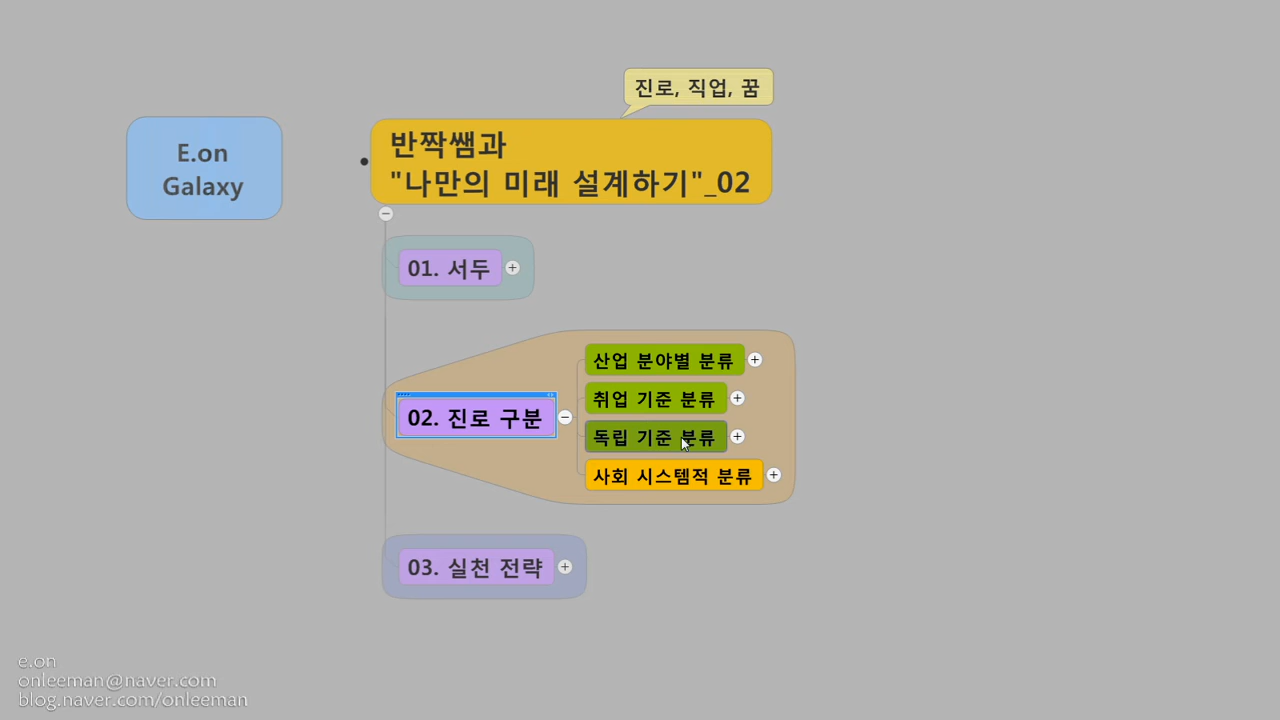 진로, 직업, 꿈
E.on
Galaxy
반짝쌤과
"나만의 미래 설계하기"_02
01. 서두
산업 분야별 분류
취업 기준 분류
02. 진로 구분
독립 기준 분류
사회 시스템적 분류
03. 실천 전략
e.on
onleeman@naver.com
blog.naver.com/onleeman